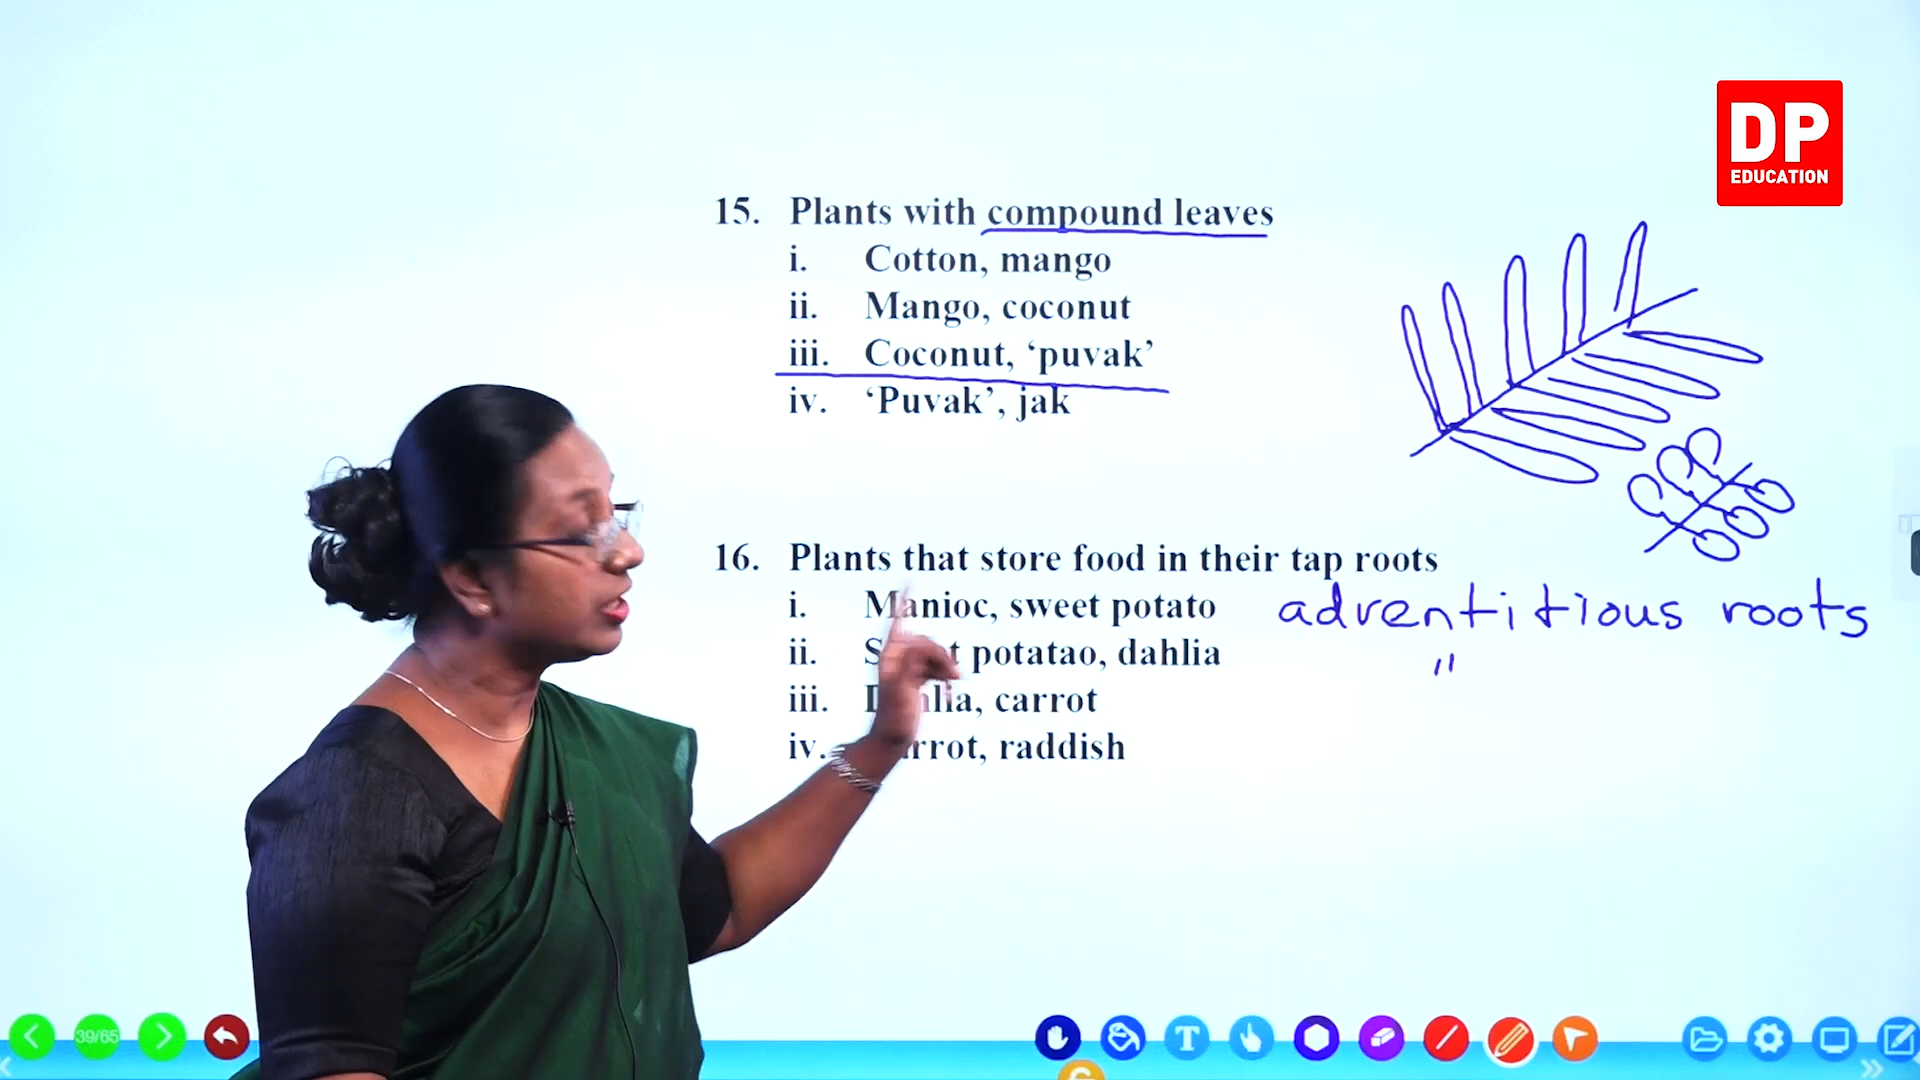 DP
EDUCATION
15. Plants with compound leaves
i. Cotton, mango
ii. Mango, coconut
iii. Coconut, ‘puvak’
iv. ‘Puvak’, jak
16. Plants that store food in their tap roots
i. Manioc, sweet potato adventitious roots
ii. potatao, dahlia "
iii. carrot
iv. raddish
39/65
T